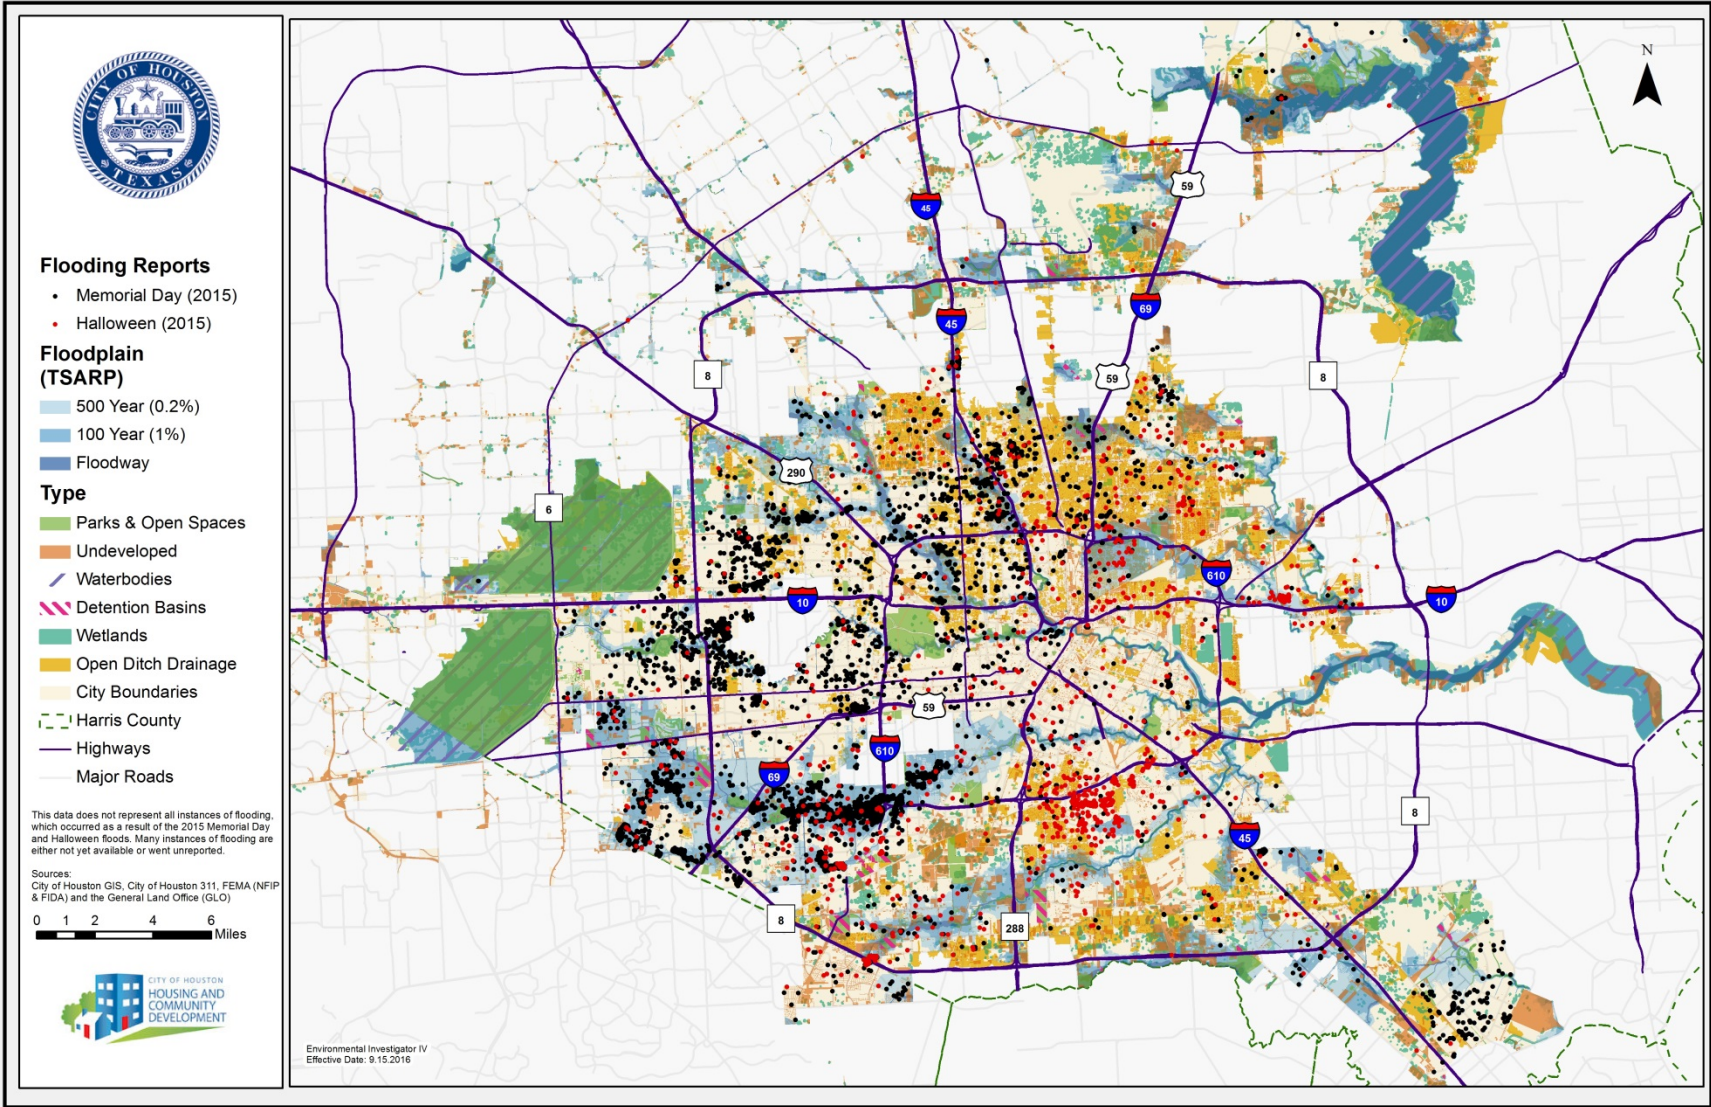 CITY OF HOUSTON
TEXAS
Flooding Reports
Memorial Day (2015)
Halloween (2015)
Floodplain
(TSARP)
500 Year (0.2%)
100 Year (1%)
Floodway
Type
Parks & Open Spaces
Undeveloped
Waterbodies
Detention Basins
Wetlands
Open Ditch Drainage
City Boundaries
Harris County
Highways
Major Roads
This data does not represent all instances of flooding,
which occurred as a result of the 2015 Memorial Day
and Halloween floods. Many instances of flooding are
either not yet available or went unreported.
Sources:
City of Houston GIS, City of Houston 311, FEMA (NFIP
& FIDA) and the General Land Office (GLO)
0 1 2 4 6
Miles
CITY OF HOUSTON
HOUSING AND
COMMUNITY
DEVELOPMENT
N
59
45
69
45
8
59
8
290
6
610
10
10
59
610
69
8
45
8
288
Environmental Investigator IV
Effective Date: 9.15.2016